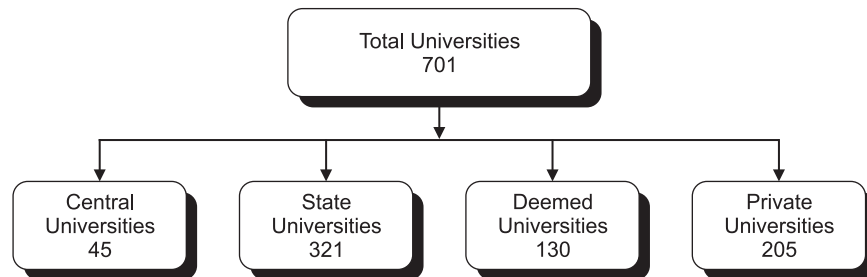 Total Universities
701
Central
Universities
45
State
Universities
321
Deemed
Universities
130
Private
Universities
205